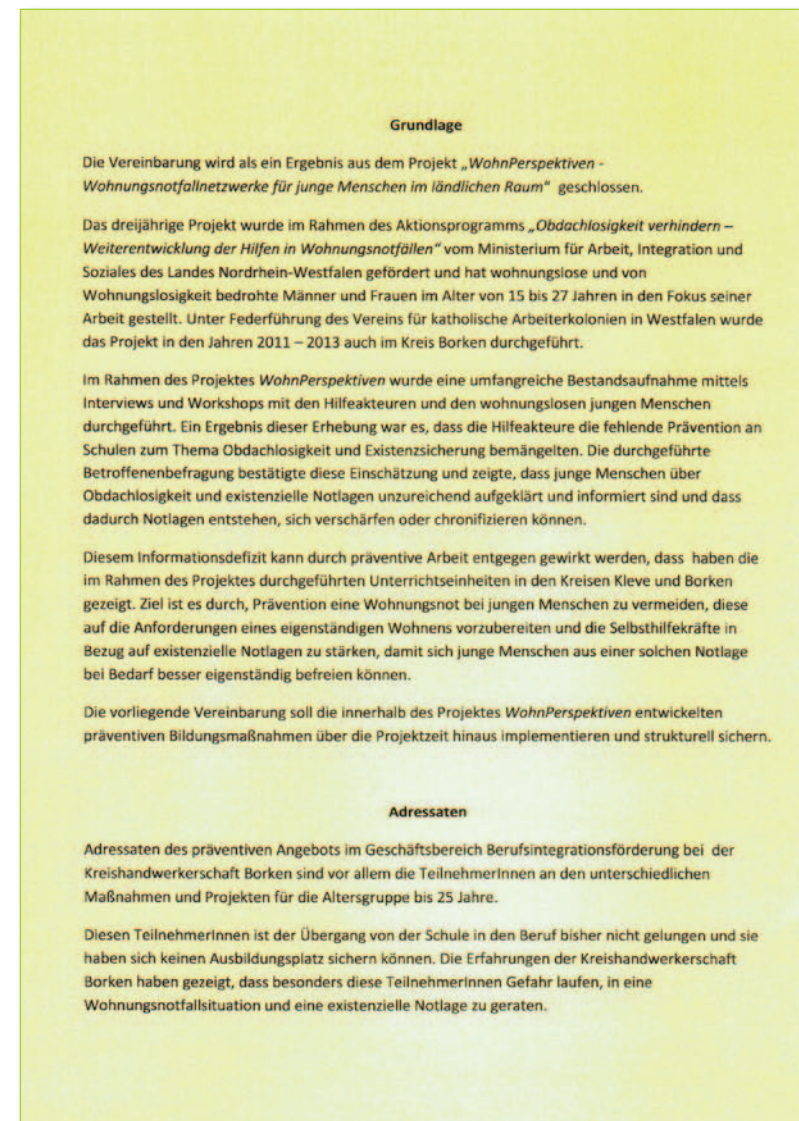 Grundlage
Die Vereinbarung wird als ein Ergebnis aus dem Projekt „WohnPerspektiven -
Wohnungsnotfallnetzwerke für junge Menschen im ländlichen Raum“ geschlossen.
Das dreijährige Projekt wurde im Rahmen des Aktionsprogramms „Obdachlosigkeit verhindern –
Weiterentwicklung der Hilfen in Wohnungsnotfällen“ vom Ministerium für Arbeit, Integration und
Soziales des Landes Nordrhein-Westfalen gefördert und hat wohnungslose und von
Wohnungslosigkeit bedrohte Männer und Frauen im Alter von 15 bis 27 Jahren in den Fokus seiner
Arbeit gestellt. Unter Federführung des Vereins für katholische Arbeiterkolonien in Westfalen wurde
das Projekt in den Jahren 2011 – 2013 auch im Kreis Borken durchgeführt.
Im Rahmen des Projektes WohnPerspektiven wurde eine umfangreiche Bestandsaufnahme mittels
Interviews und Workshops mit den Hilfeakteuren und den wohnungslosen jungen Menschen
durchgeführt. Ein Ergebnis dieser Erhebung war es, dass die Hilfeakteure die fehlende Prävention an
Schulen zum Thema Obdachlosigkeit und Existenzsicherung bemängelten. Die durchgeführte
Betroffenenbefragung bestätigte diese Einschätzung und zeigte, dass junge Menschen über
Obdachlosigkeit und existenzielle Notlagen unzureichend aufgeklärt und informiert sind und dass
dadurch Notlagen entstehen, sich verschärfen oder chronifizieren können.
Diesem Informationsdefizit kann durch präventive Arbeit entgegen gewirkt werden, dass haben die
im Rahmen des Projektes durchgeführten Unterrichtseinheiten in den Kreisen Kleve und Borken
gezeigt. Ziel ist es durch, Prävention eine Wohnungsnot bei jungen Menschen zu vermeiden, diese
auf die Anforderungen eines eigenständigen Wohnens vorzubereiten und die Selbsthilfekräfte in
Bezug auf existenzielle Notlagen zu stärken, damit sich junge Menschen aus einer solchen Notlage
bei Bedarf besser eigenständig befreien können.
Die vorliegende Vereinbarung soll die innerhalb des Projektes WohnPerspektiven entwickelten
präventiven Bildungsmaßnahmen über die Projektzeit hinaus implementieren und strukturell sichern.
Adressaten
Adressaten des präventiven Angebots im Geschäftsbereich Berufsintegrationsförderung bei der
Kreishandwerkerschaft Borken sind vor allem die TeilnehmerInnen an den unterschiedlichen
Maßnahmen und Projekten für die Altersgruppe bis 25 Jahre.
Diesen TeilnehmerInnen ist der Übergang von der Schule in den Beruf bisher nicht gelungen und sie
haben sich keinen Ausbildungsplatz sichern können. Die Erfahrungen der Kreishandwerkerschaft
Borken haben gezeigt, dass besonders diese TeilnehmerInnen Gefahr laufen, in eine
Wohnungsnotfallsituation und eine existenzielle Notlage zu geraten.